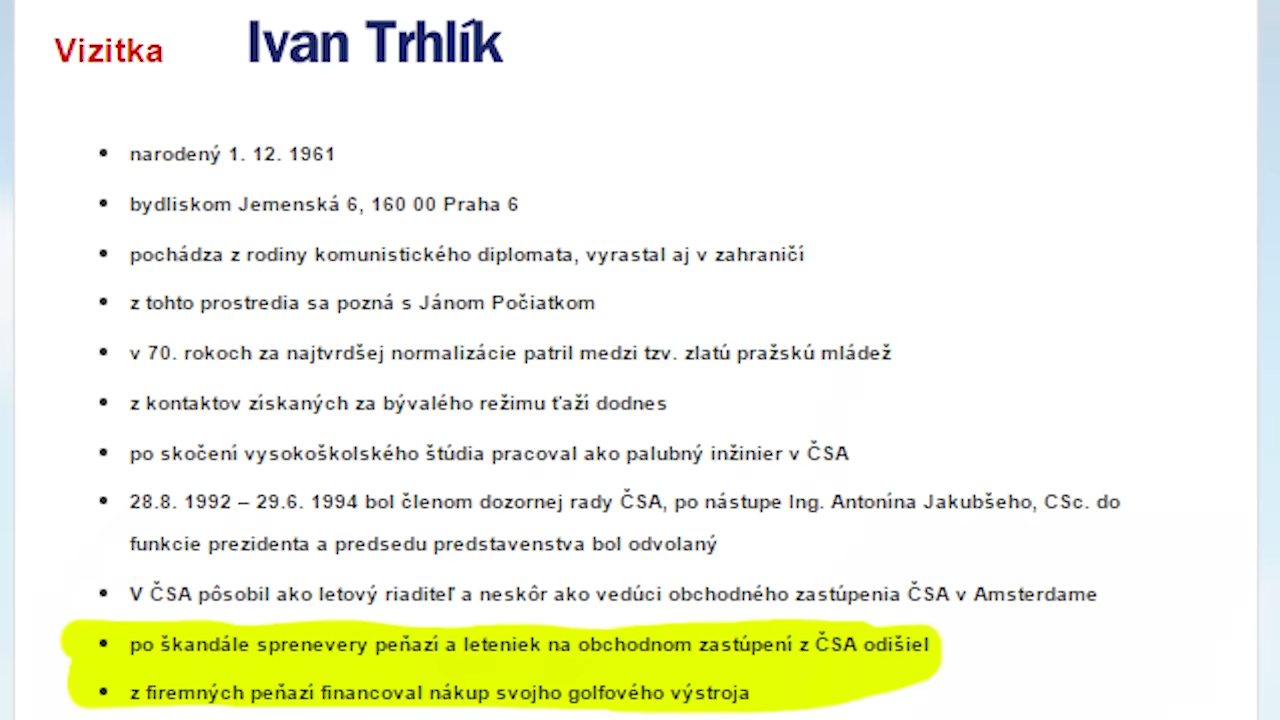 Vizitka Ivan Trhlík
• narodený 1. 12. 1961
• bydliskom Jemenská 6, 160 00 Praha 6
• pochádza z rodiny komunistického diplomata, vyrastal aj v zahraničí
• z tohto prostredia sa pozná s Jánom Počiatkom
• v 70. rokoch za najtvrdšej normalizácie patril medzi tzv. zlatú pražskú mládež
• z kontaktov získaných za bývalého režimu ťaží dodnes
• po skočení vysokoškolského štúdia pracoval ako palubný inžinier v ČSA
• 28.8. 1992 – 29.6. 1994 bol členom dozornej rady ČSA, po nástupe Ing. Antonína Jakubšeho, CSc. do
funkcie prezidenta a predsedu predstavenstva bol odvolaný
• V ČSA pôsobil ako letový riaditeľ a neskôr ako vedúci obchodného zastúpenia ČSA v Amsterdame
• po škandále sprenevery peňazí a leteniek na obchodnom zastúpení z ČSA odišiel
• z firemných peňazí financoval nákup svojho golfového výstroja